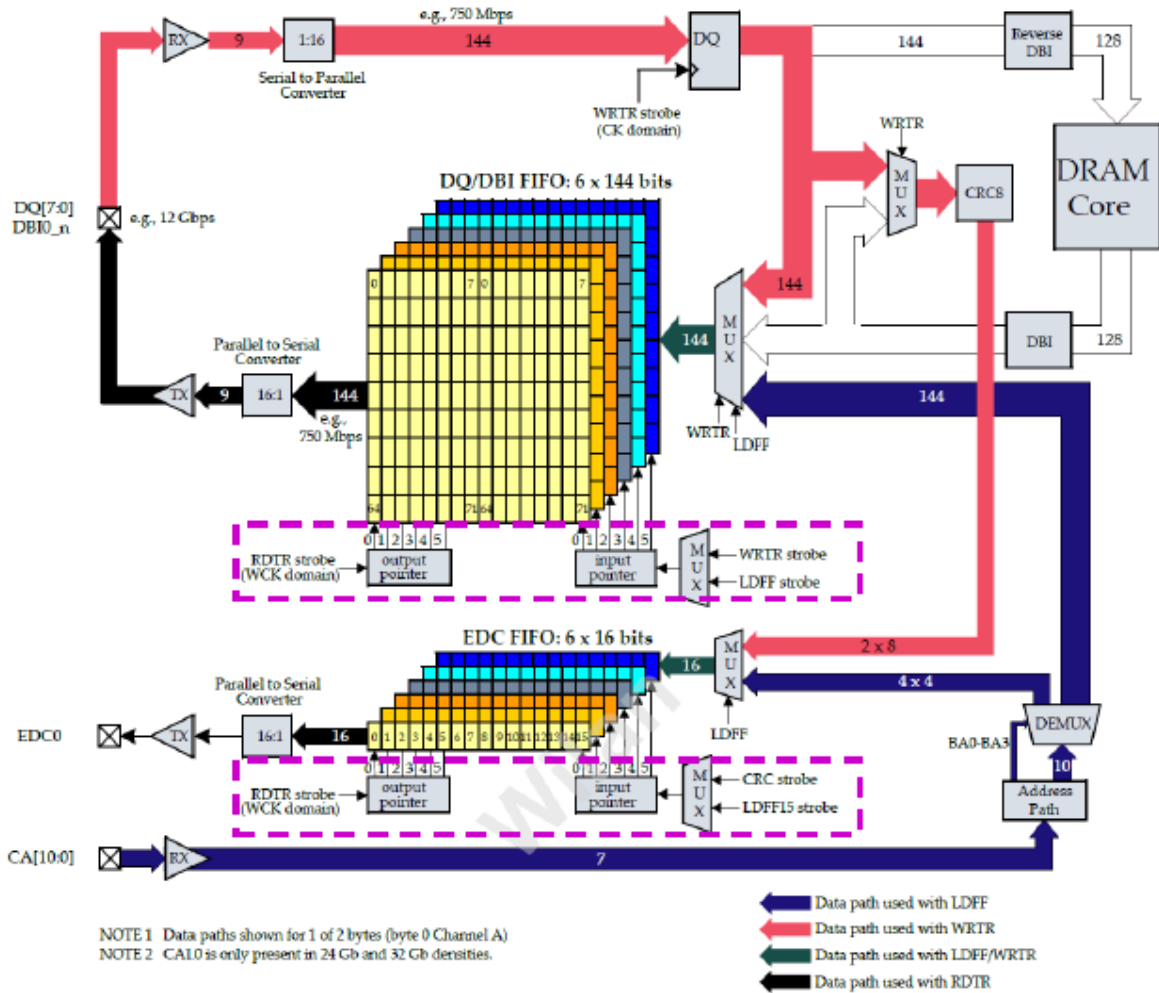 e.g., 750 Mbps
RX
9
1:16
144
DQ
144
Reverse
DBI
128
Serial to Parallel
Converter
WRTR strobe
(CK domain)
WRTR
MUX
CRC8
DRAM
Core
DQ/DBI FIFO: 6 x 144 bits
DQ[7:0]
DBI0_n
e.g., 12 Gbps
0
7
0
7
144
MUX
144
DBI
128
Parallel to Serial
Converter
TX
9
16:1
144
e.g.,
750 Mbps
144
WRTR
LDFF
64
71
64
71
0 1 2 3 4 5
0 1 2 3 4 5
RDTR strobe
(WCK domain)
output
pointer
input
pointer
MUX
WRTR strobe
LDFF strobe
EDC FIFO: 6 x 16 bits
16
MUX
2 x 8
4 x 4
Parallel to Serial
Converter
EDC0
TX
16:1
16
0 1 2 3 4 5 6 7 8 9 10 11 12 13 14 15
LDFF
DEMUX
BA0-BA3
10
0 1 2 3 4 5
0 1 2 3 4 5
RDTR strobe
(WCK domain)
output
pointer
input
pointer
MUX
CRC strobe
LDFF15 strobe
Address
Path
CA[10:0]
RX
7
NOTE 1 Data paths shown for 1 of 2 bytes (byte 0 Channel A)
NOTE 2 CA10 is only present in 24 Gb and 32 Gb densities.
Data path used with LDFF
Data path used with WRTR
Data path used with LDFF/WRTR
Data path used with RDTR